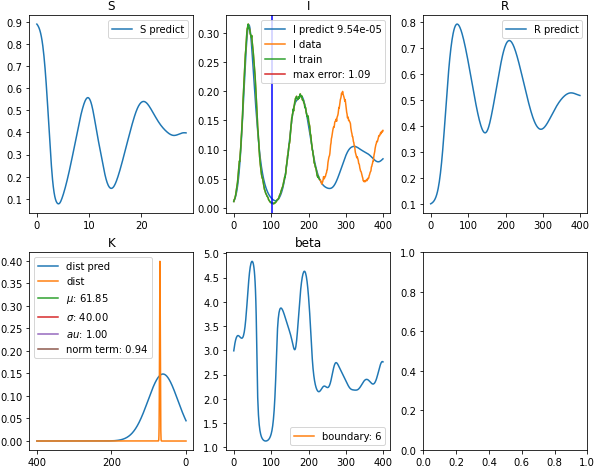 S
0.9
0.8
0.7
0.6
0.5
0.4
0.3
0.2
0.1
0 10 20
S predict
I
0.30
0.25
0.20
0.15
0.10
0.05
0.00
0 100 200 300 400
I predict 9.54e-05
I data
I train
max error: 1.09
R
0.8
0.7
0.6
0.5
0.4
0.3
0.2
0.1
0 100 200 300 400
R predict
K
0.40
0.35
0.30
0.25
0.20
0.15
0.10
0.05
0.00
400 200 0
dist pred
dist
μ: 61.85
σ: 40.00
au: 1.00
norm term: 0.94
beta
5.0
4.5
4.0
3.5
3.0
2.5
2.0
1.5
1.0
0 100 200 300 400
boundary: 6
1.0
0.8
0.6
0.4
0.2
0.0
0.0 0.2 0.4 0.6 0.8 1.0